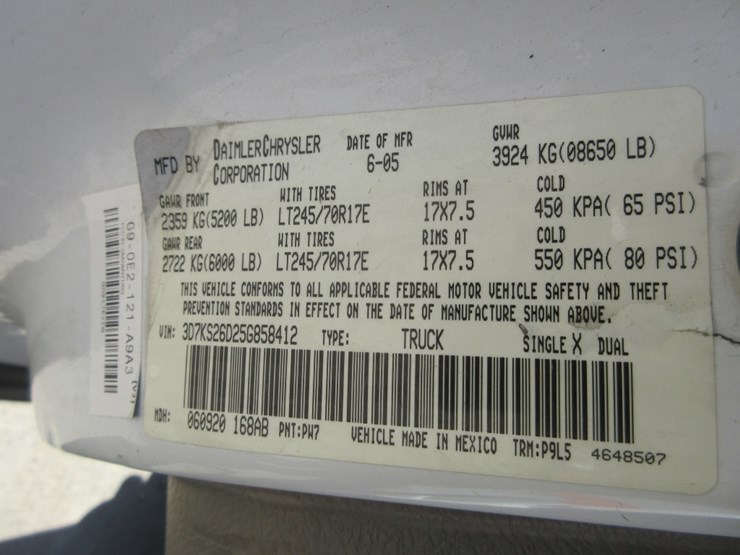 MFD BY DAIMLERCHRYSLER CORPORATION DATE OF MFR 6-05 GVWR 3924 KG(08650 LB)
GAWR FRONT WITH TIRES RIMS AT COLD
2359 KG(5200 LB) LT245/70R17E 17X7.5 450 KPA( 65 PSI)
GAWR REAR WITH TIRES RIMS AT COLD
2722 KG(6000 LB) LT245/70R17E 17X7.5 550 KPA( 80 PSI)
THIS VEHICLE CONFORMS TO ALL APPLICABLE FEDERAL MOTOR VEHICLE SAFETY AND THEFT
PREVENTION STANDARDS IN EFFECT ON THE DATE OF MANUFACTURE SHOWN ABOVE.
VIN: 3D7KS26D25G858412 TYPE: TRUCK SINGLE X DUAL
MDH: 060920 168AB PNT:PW7 VEHICLE MADE IN MEXICO TRM:P9L5 4648507
G9-0E2-121-A9A3